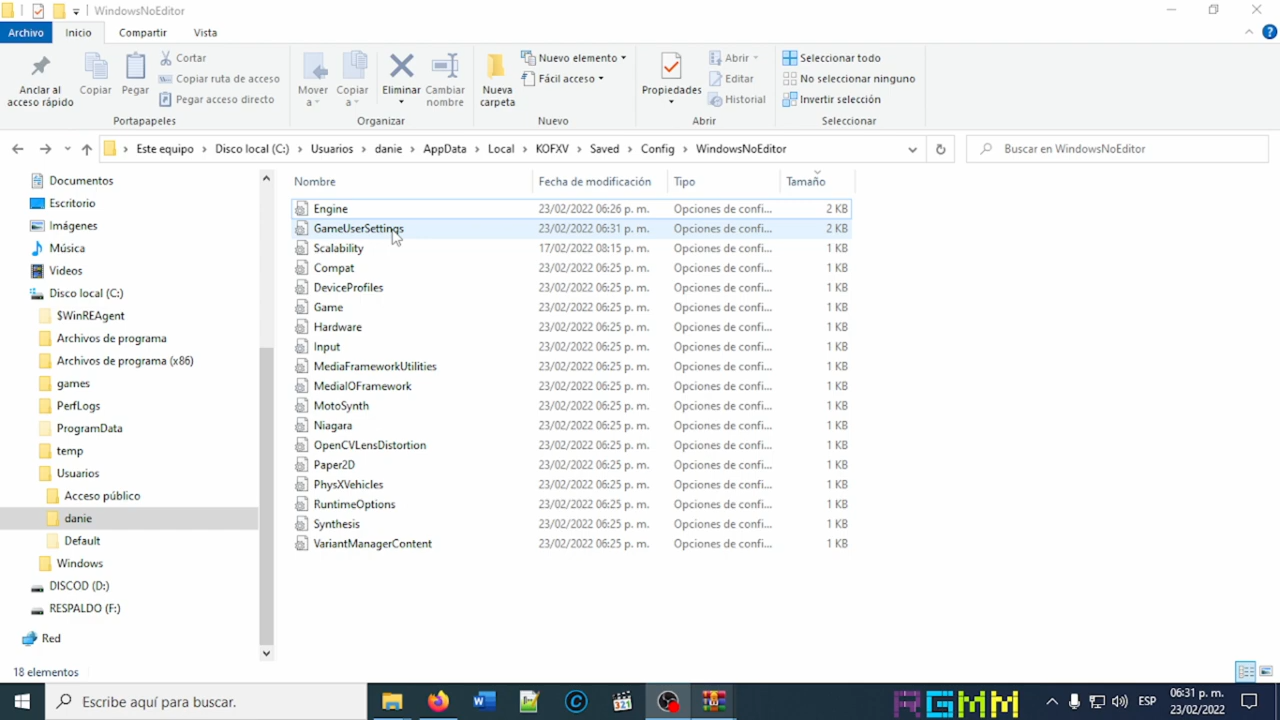 WindowsNoEditor
Archivo Inicio Compartir Vista
Anclar al acceso rápido
Copiar
Pegar
Cortar
Copiar ruta de acceso
Pegar acceso directo
Portapapeles
Mover a
Copiar a
Eliminar
Cambiar nombre
Organizar
Nueva carpeta
Nuevo elemento
Fácil acceso
Nuevo
Propiedades
Abrir
Editar
Historial
Abrir
Seleccionar todo
No seleccionar ninguno
Invertir selección
Seleccionar
Este equipo > Disco local (C:) > Usuarios > danie > AppData > Local > KOFXV > Saved > Config > WindowsNoEditor
Buscar en WindowsNoEditor
Documentos
Escritorio
Imágenes
Música
Videos
Disco local (C:)
$WinREAgent
Archivos de programa
Archivos de programa (x86)
games
PerfLogs
ProgramData
temp
Usuarios
Acceso público
danie
Default
Windows
DISCOD (D:)
RESPALDO (F:)
Red
Nombre Fecha de modificación Tipo Tamaño
Engine 23/02/2022 06:26 p. m. Opciones de confi... 2 KB
GameUserSettings 23/02/2022 06:31 p. m. Opciones de confi... 2 KB
Scalability 17/02/2022 08:15 p. m. Opciones de confi... 1 KB
Compat 23/02/2022 06:25 p. m. Opciones de confi... 1 KB
DeviceProfiles 23/02/2022 06:25 p. m. Opciones de confi... 1 KB
Game 23/02/2022 06:25 p. m. Opciones de confi... 1 KB
Hardware 23/02/2022 06:25 p. m. Opciones de confi... 1 KB
Input 23/02/2022 06:25 p. m. Opciones de confi... 1 KB
MediaFrameworkUtilities 23/02/2022 06:25 p. m. Opciones de confi... 1 KB
MediaIOFramework 23/02/2022 06:25 p. m. Opciones de confi... 1 KB
MotoSynth 23/02/2022 06:25 p. m. Opciones de confi... 1 KB
Niagara 23/02/2022 06:25 p. m. Opciones de confi... 1 KB
OpenCVLensDistortion 23/02/2022 06:25 p. m. Opciones de confi... 1 KB
Paper2D 23/02/2022 06:25 p. m. Opciones de confi... 1 KB
PhysXVehicles 23/02/2022 06:25 p. m. Opciones de confi... 1 KB
RuntimeOptions 23/02/2022 06:25 p. m. Opciones de confi... 1 KB
Synthesis 23/02/2022 06:25 p. m. Opciones de confi... 1 KB
VariantManagerContent 23/02/2022 06:25 p. m. Opciones de confi... 1 KB
18 elementos
Escribe aquí para buscar.
321
RGMM
ESP
06:31 p. m.
23/02/2022